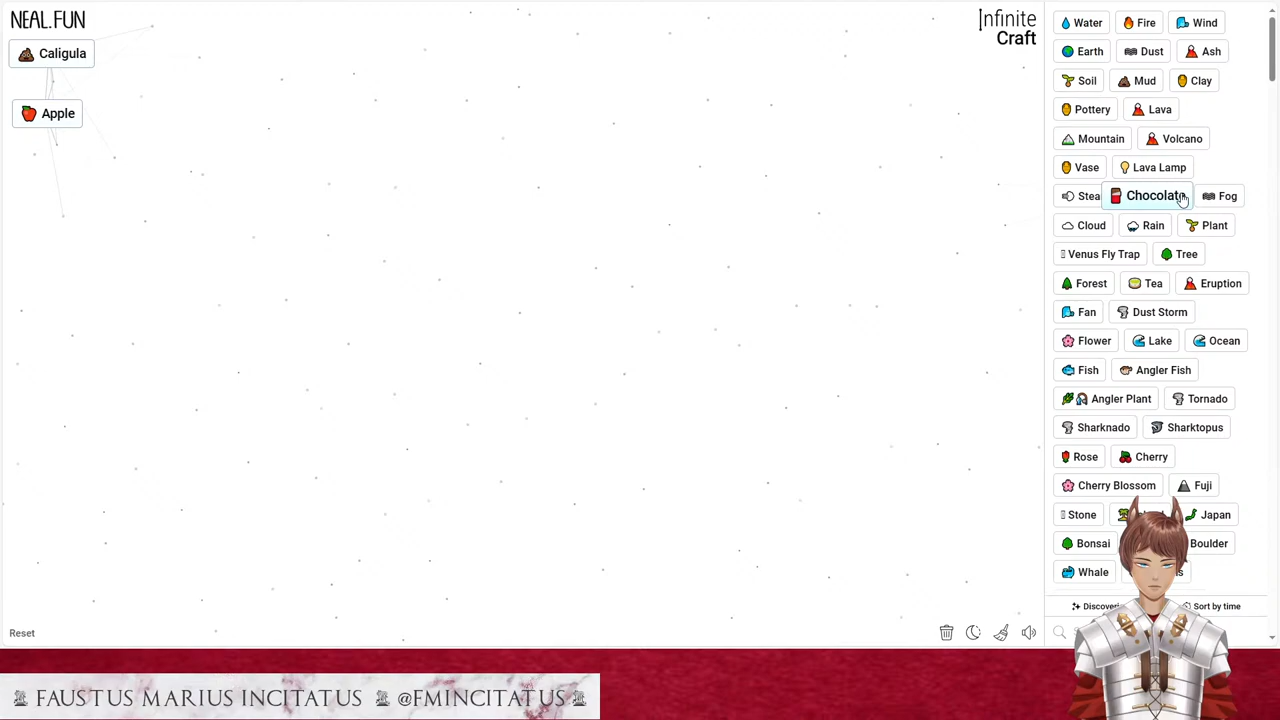 NEAL.FUN
Infinite
Craft
Caligula
Apple
Water Fire Wind
Earth Dust Ash
Soil Mud Clay
Pottery Lava
Mountain Volcano
Vase Lava Lamp
Chocolate Fog
Cloud Rain Plant
Venus Fly Trap Tree
Forest Tea Eruption
Fan Dust Storm
Flower Lake Ocean
Fish Angler Fish
Angler Plant Tornado
Sharknado Sharktopus
Rose Cherry
Cherry Blossom Fuji
Stone Japan
Bonsai Boulder
Whale
Sort by time
Reset
FAUSTUS MARIUS INCITATUS @FMINCITATUS